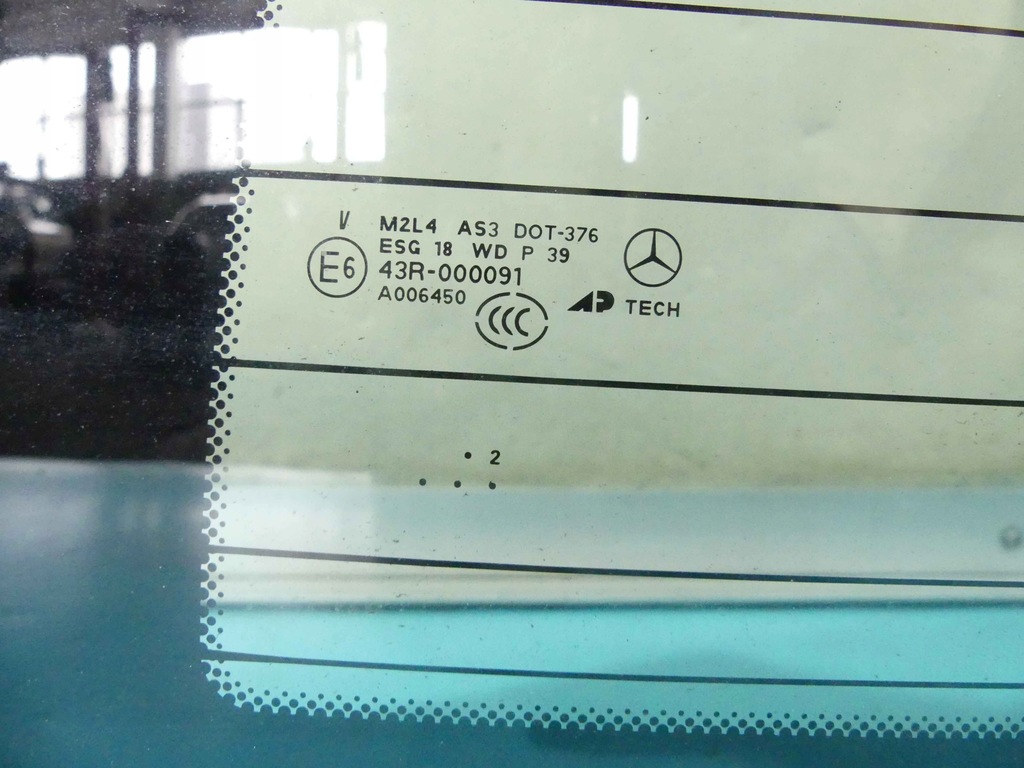 V M2L4 AS3 DOT-376
ESG 18 WD P 39
E6 43R-000091
A006450
CCC
AP TECH
2